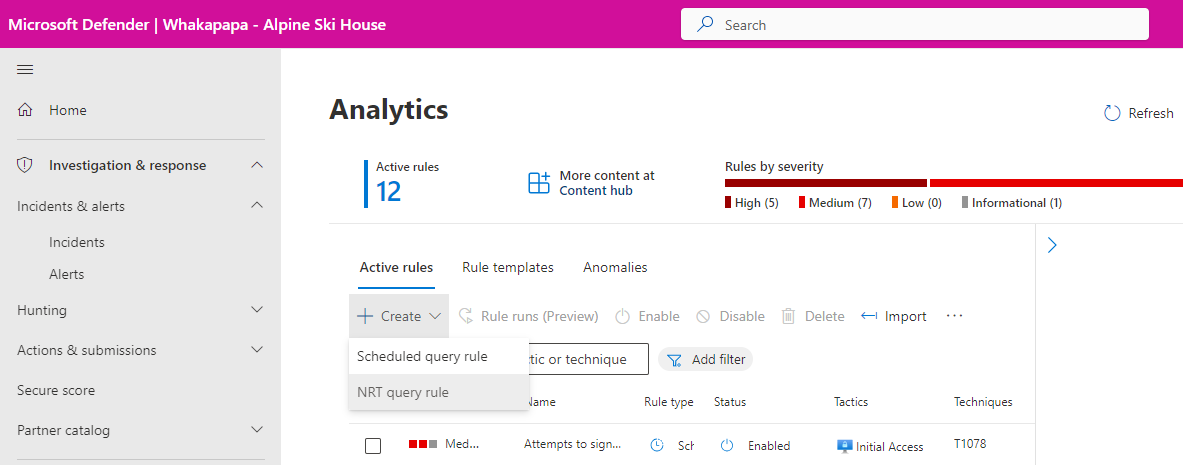 Microsoft Defender | Whakapapa - Alpine Ski House
Search
Home
Investigation & response
Incidents & alerts
Incidents
Alerts
Hunting
Actions & submissions
Secure score
Partner catalog
Analytics
Refresh
Active rules
12
More content at
Content hub
Rules by severity
High (5) Medium (7) Low (0) Informational (1)
Active rules Rule templates Anomalies
Create Rule runs (Preview) Enable Disable Delete Import ...
Scheduled query rule
NRT query rule
or technique
Add filter
Name Rule type Status Tactics Techniques
Med... Attempts to sign... Sch Enabled Initial Access T1078